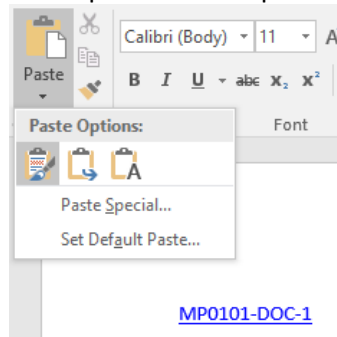 Calibri (Body) 11 A
Paste
B I U abc X₂ X²
Paste Options:
Font
A
Paste Special...
Set Default Paste...
MP0101-DOC-1